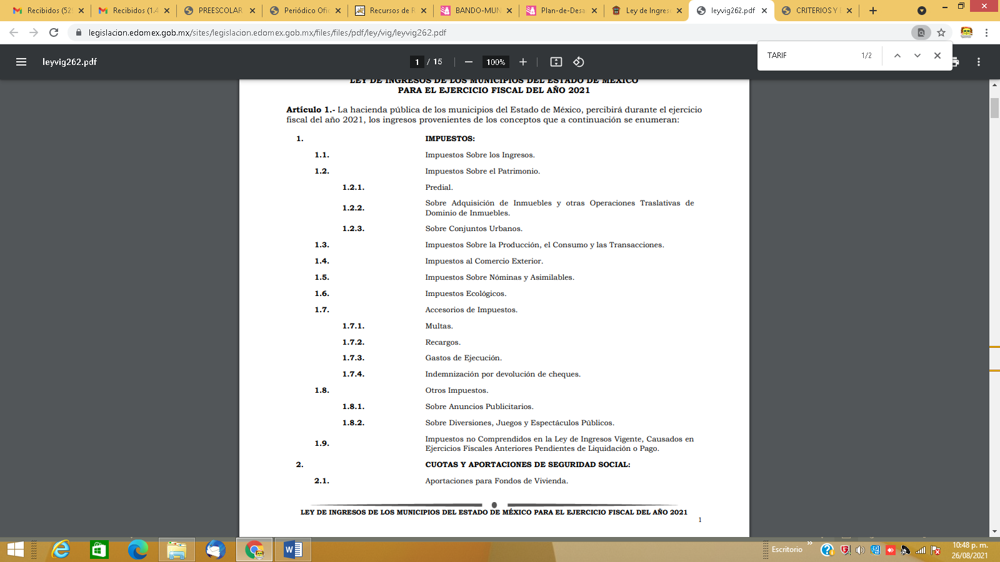 Recibidos (52
Recibidos (1.4
PREESCOLAR
Periódico Ofic
Recursos de R
BANDO-MUN
Plan-de-Desa
Ley de Ingres
leyvig262.pdf
CRITERIOS Y
legislacion.edomex.gob.mx/sites/legislacion.edomex.gob.mx/files/files/pdf/ley/vig/leyvig262.pdf
leyvig262.pdf
1 / 15
100%
TARIF
1/2
LEY DE INGRESOS DE LOS MUNICIPIOS DEL ESTADO DE MÉXICO
PARA EL EJERCICIO FISCAL DEL AÑO 2021
Artículo 1.- La hacienda pública de los municipios del Estado de México, percibirá durante el ejercicio
fiscal del año 2021, los ingresos provenientes de los conceptos que a continuación se enumeran:
1. IMPUESTOS:
1.1. Impuestos Sobre los Ingresos.
1.2. Impuestos Sobre el Patrimonio.
1.2.1. Predial.
1.2.2. Sobre Adquisición de Inmuebles y otras Operaciones Traslativas de
Dominio de Inmuebles.
1.2.3. Sobre Conjuntos Urbanos.
1.3. Impuestos Sobre la Producción, el Consumo y las Transacciones.
1.4. Impuestos al Comercio Exterior.
1.5. Impuestos Sobre Nóminas y Asimilables.
1.6. Impuestos Ecológicos.
1.7. Accesorios de Impuestos.
1.7.1. Multas.
1.7.2. Recargos.
1.7.3. Gastos de Ejecución.
1.7.4. Indemnización por devolución de cheques.
1.8. Otros Impuestos.
1.8.1. Sobre Anuncios Publicitarios.
1.8.2. Sobre Diversiones, Juegos y Espectáculos Públicos.
1.9. Impuestos no Comprendidos en la Ley de Ingresos Vigente, Causados en
Ejercicios Fiscales Anteriores Pendientes de Liquidación o Pago.
2. CUOTAS Y APORTACIONES DE SEGURIDAD SOCIAL:
2.1. Aportaciones para Fondos de Vivienda.
LEY DE INGRESOS DE LOS MUNICIPIOS DEL ESTADO DE MÉXICO PARA EL EJERCICIO FISCAL DEL AÑO 2021
1
Escritorio
10:48 p. m.
26/08/2021